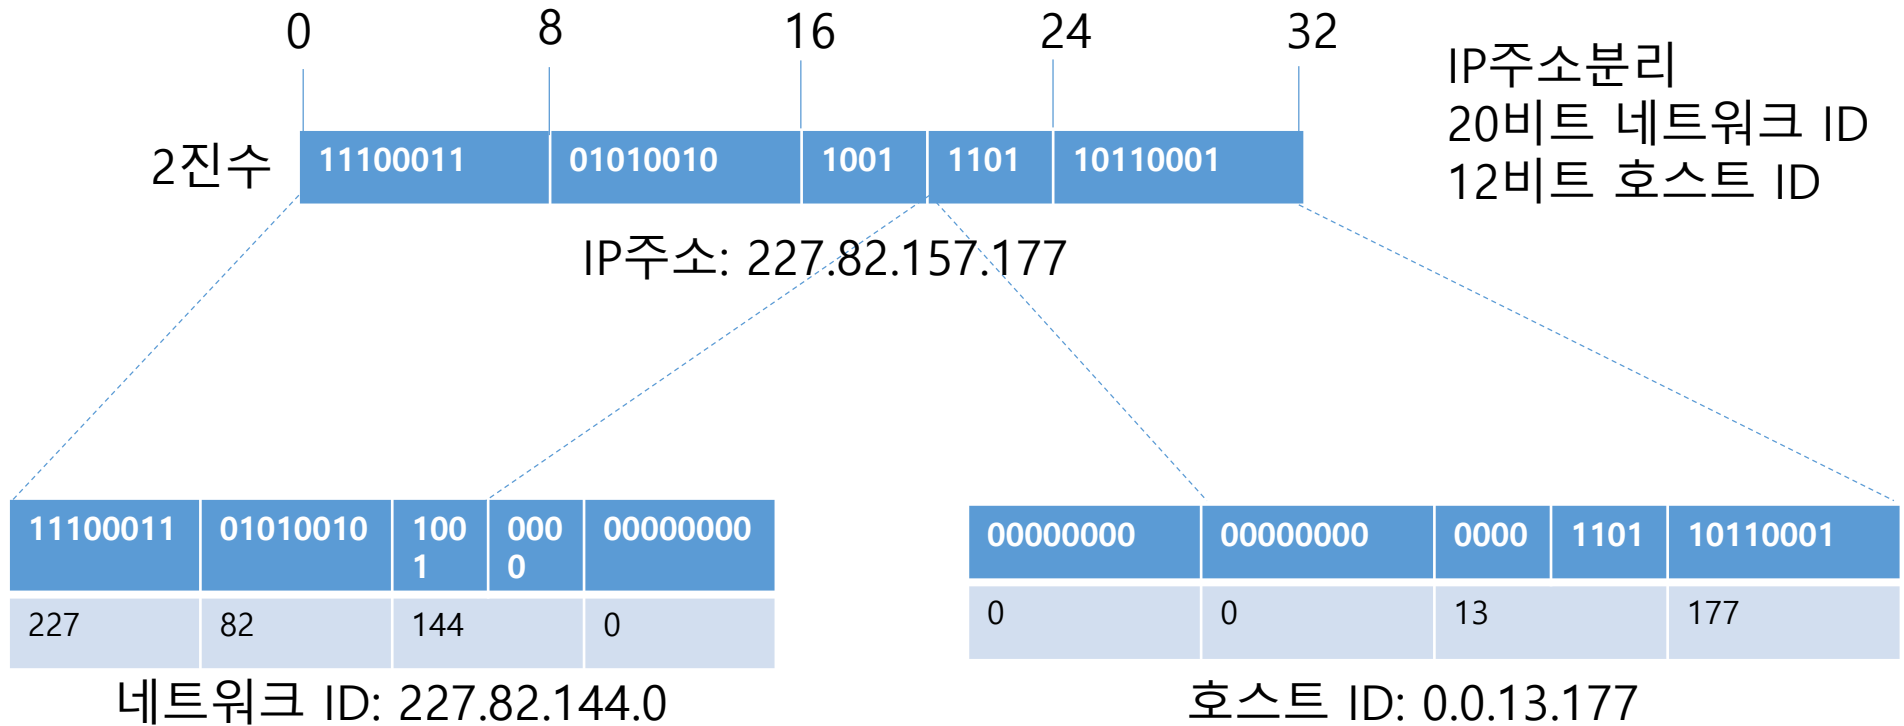 0 8 16 24 32
IP주소분리
20비트 네트워크 ID
12비트 호스트 ID
2진수 11100011 01010010 1001 1101 10110001
IP주소: 227.82.157.177
11100011 01010010 100 000 00000000
1 0
227 82 144 0
네트워크 ID: 227.82.144.0
00000000 00000000 0000 1101 10110001
0 0 13 177
호스트 ID: 0.0.13.177